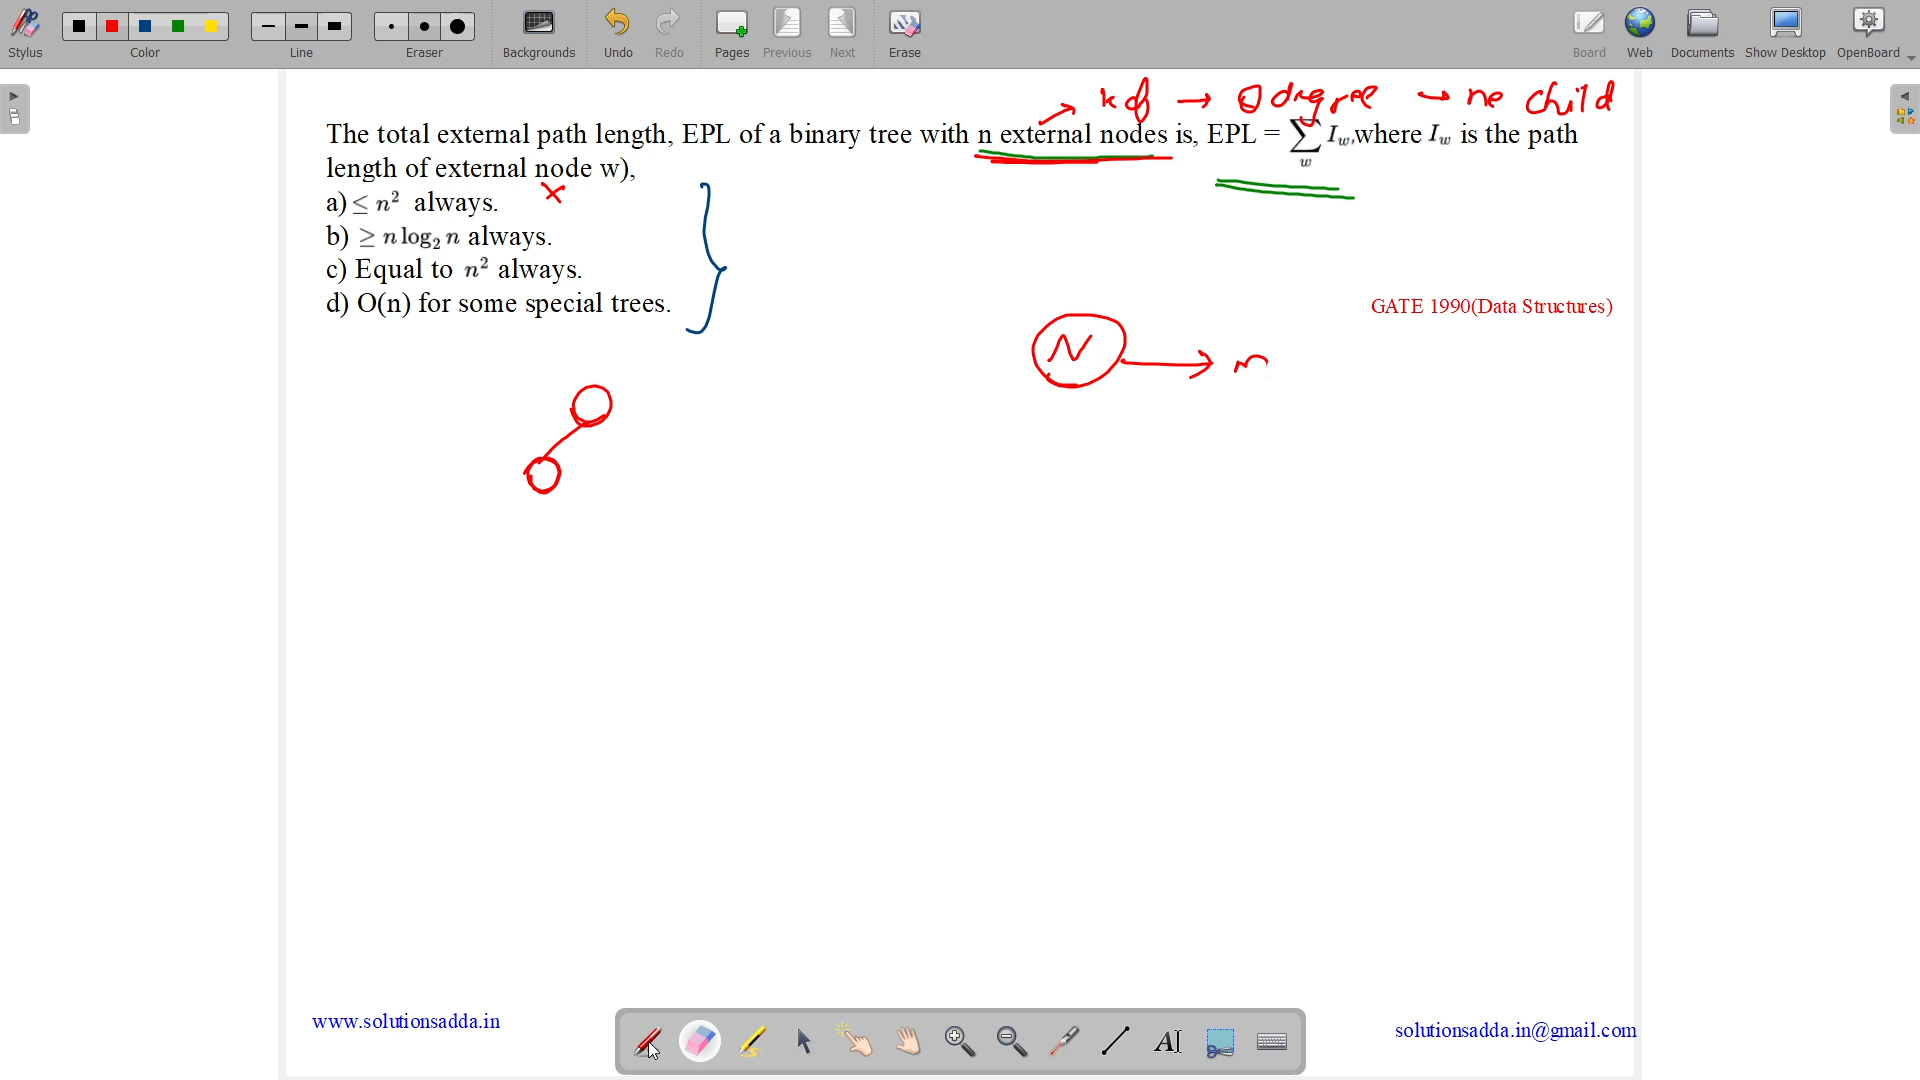 Stylus Color Line Eraser Backgrounds Undo Redo Pages Previous Next Erase Board Web Documents Show Desktop OpenBoard
→ 0 degree → no child
The total external path length, EPL of a binary tree with n external nodes is, EPL = ∑_w I_w, where I_w is the path
length of external node w),
a) ≤ n² always. ×
b) ≥ n log₂ n always.
c) Equal to n² always.
d) O(n) for some special trees.
GATE 1990(Data Structures)
N →
www.solutionsadda.in
solutionsadda.in@gmail.com